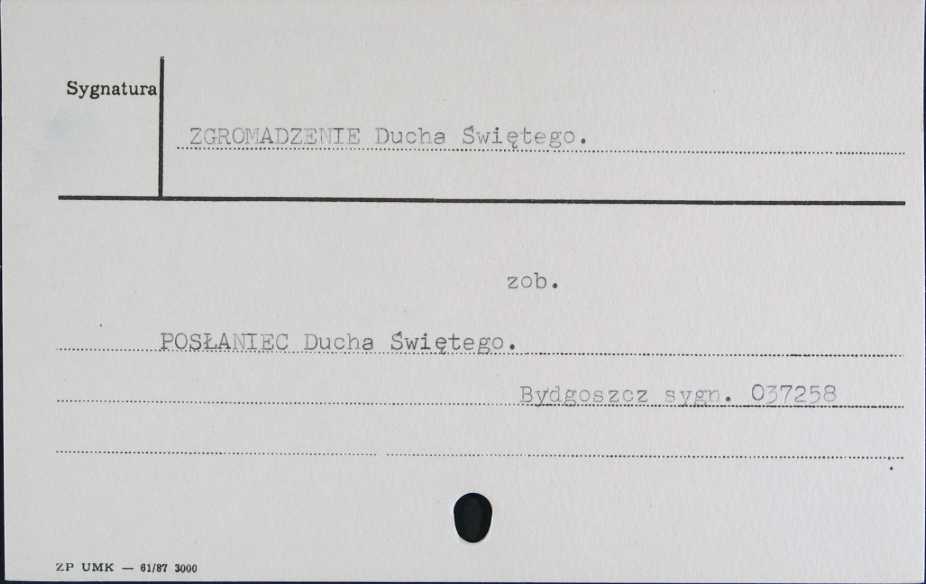 Sygnatura
ZGROMADZENIE Ducha Świętego.
zob.
POSŁANIEC Ducha Świętego.
Bydgoszcz sygn. 037258
ZP UMK — 61/87 3000